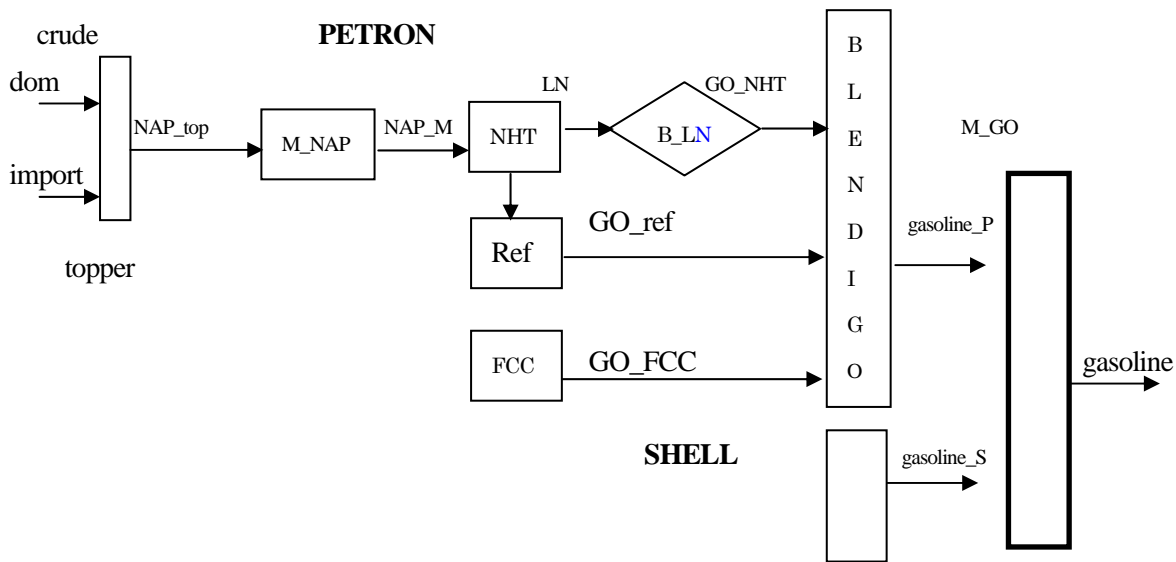 crude
PETRON
dom
NAP_top
import
topper
M_NAP
NAP_M
NHT
LN
B_LN
GO_NHT
Ref
GO_ref
FCC
GO_FCC
B
L
E
N
D
I
G
O
M_GO
gasoline_P
gasoline
SHELL
gasoline_S